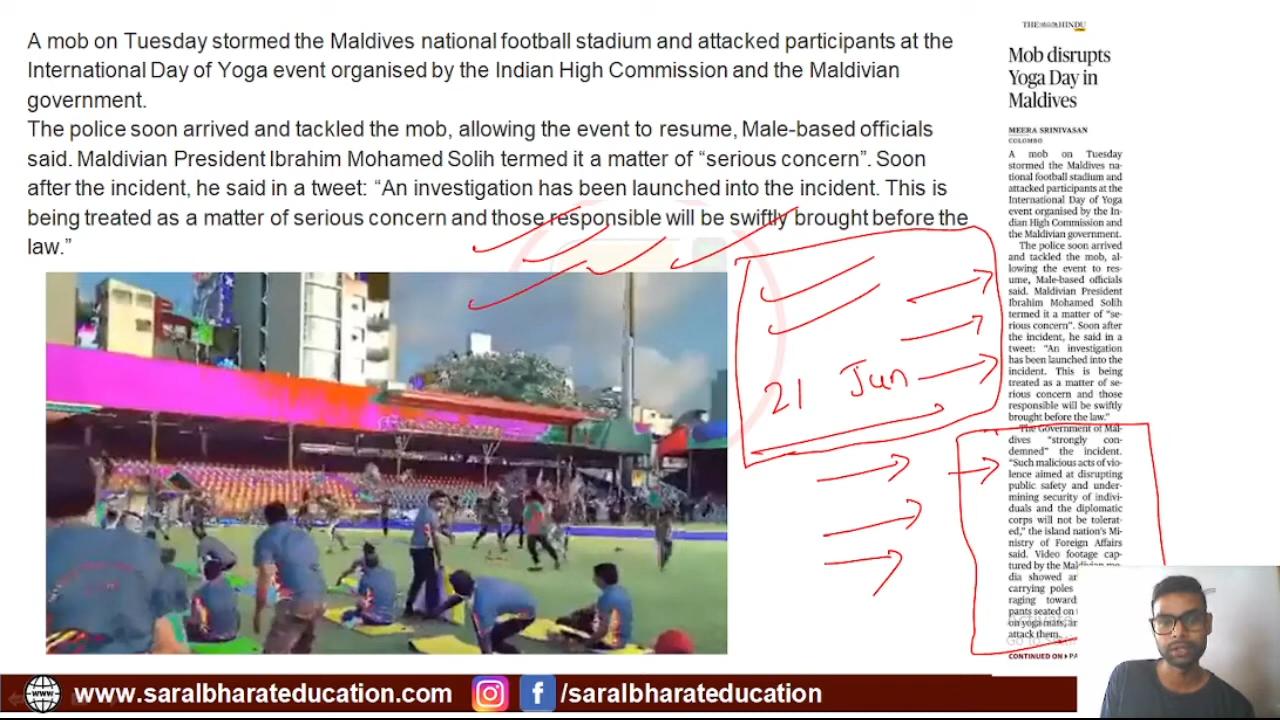 A mob on Tuesday stormed the Maldives national football stadium and attacked participants at the
International Day of Yoga event organised by the Indian High Commission and the Maldivian
government.
The police soon arrived and tackled the mob, allowing the event to resume, Male-based officials
said. Maldivian President Ibrahim Mohamed Solih termed it a matter of “serious concern”. Soon
after the incident, he said in a tweet: “An investigation has been launched into the incident. This is
being treated as a matter of serious concern and those responsible will be swiftly brought before the
law.”
21 Jun
THE HINDU
Mob disrupts
Yoga Day in
Maldives
MEERA SRINIVASAN
COLOMBO
A mob on Tuesday
stormed the Maldives na-
tional football stadium and
attacked participants at the
International Day of Yoga
event organised by the In-
dian High Commission and
the Maldivian government.
The police soon arrived
and tackled the mob, al-
lowing the event to res-
ume, Male-based officials
said. Maldivian President
Ibrahim Mohamed Solih
termed it a matter of “se-
rious concern”. Soon after
the incident, he said in a
tweet: “An investigation
has been launched into the
incident. This is being
treated as a matter of se-
rious concern and those
responsible will be swiftly
brought before the law.”
The Government of Mal-
dives “strongly con-
demned” the incident.
“Such malicious acts of vio-
lence aimed at disrupting
public safety and under-
mining security of indivi-
duals and the diplomatic
corps will not be tolerat-
ed,” the island nation's Mi-
nistry of Foreign Affairs
said. Video footage cap-
tured by the Maldivian me-
dia showed
carrying poles
raging toward
pants seated on
on yoga mats,
attack them.
CONTINUED ON
www.saralbharateducation.com
/saralbharateducation